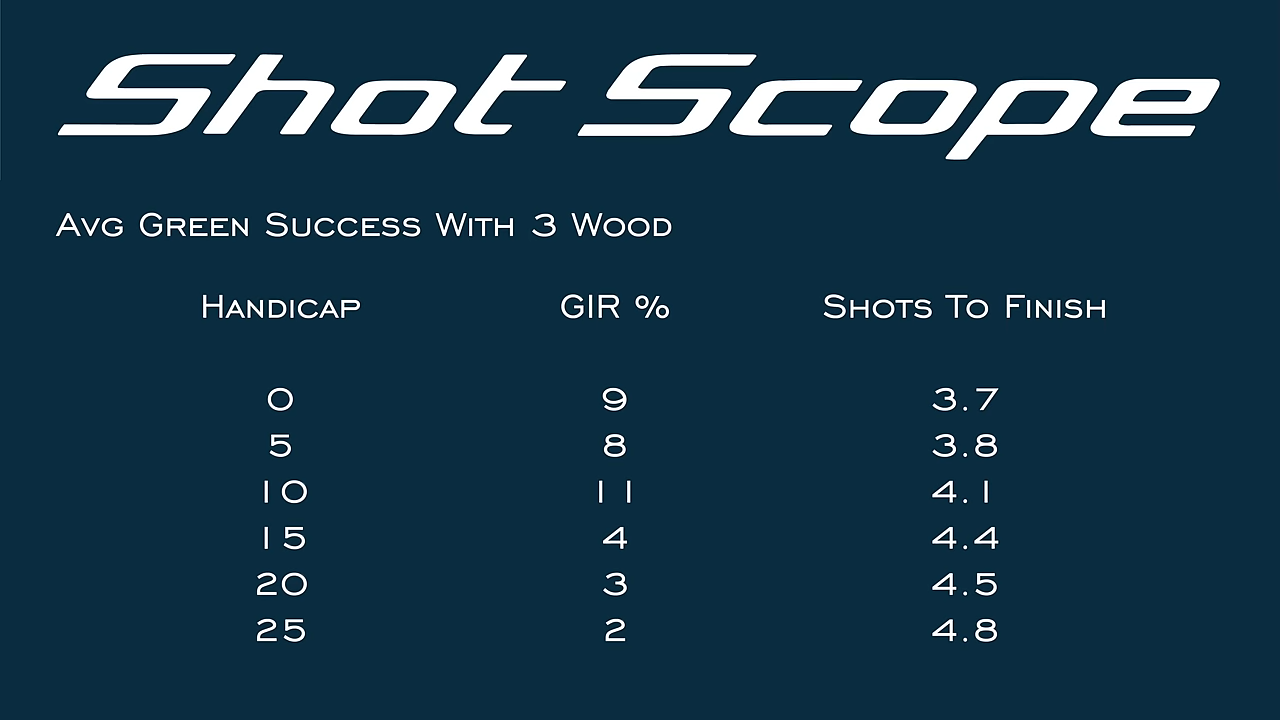 Shot Scope
Avg Green Success With 3 Wood
Handicap GIR % Shots To Finish
0 9 3.7
5 8 3.8
10 11 4.1
15 4 4.4
20 3 4.5
25 2 4.8